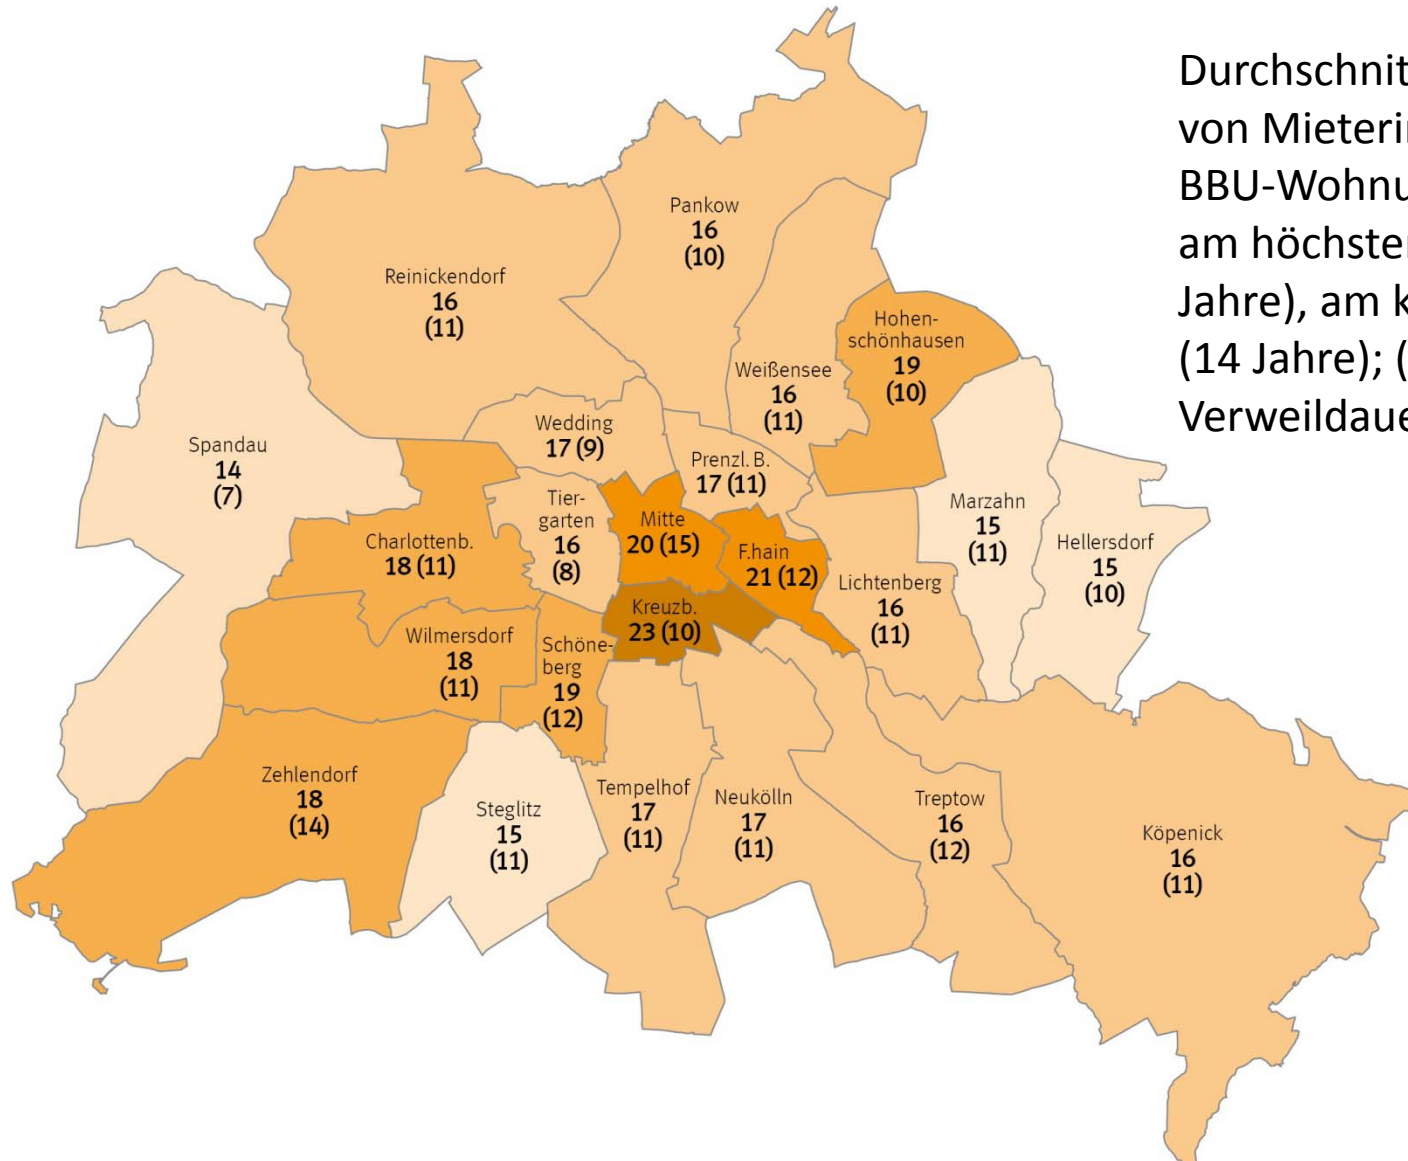 Durchschnit
von Mieterin
BBU-Wohnu
am höchsten
Jahre), am k
(14 Jahre); (
Verweildaue
Pankow
16
(10)
Reinickendorf
16
(11)
Hohen-
schönhausen
19
(10)
Weißensee
16
(11)
Wedding
17 (9)
Spandau
14
(7)
Prenzl. B.
17 (11)
Tier-
garten
16
(8)
Mitte
20 (15)
Marzahn
15
(11)
Charlottenb.
18 (11)
F.hain
21 (12)
Hellersdorf
15
(10)
Lichtenberg
16
(11)
Kreuzb.
23 (10)
Wilmersdorf
18
(11)
Schöne-
berg
19
(12)
Zehlendorf
18
(14)
Steglitz
15
(11)
Tempelhof
17
(11)
Neukölln
17
(11)
Treptow
16
(12)
Köpenick
16
(11)